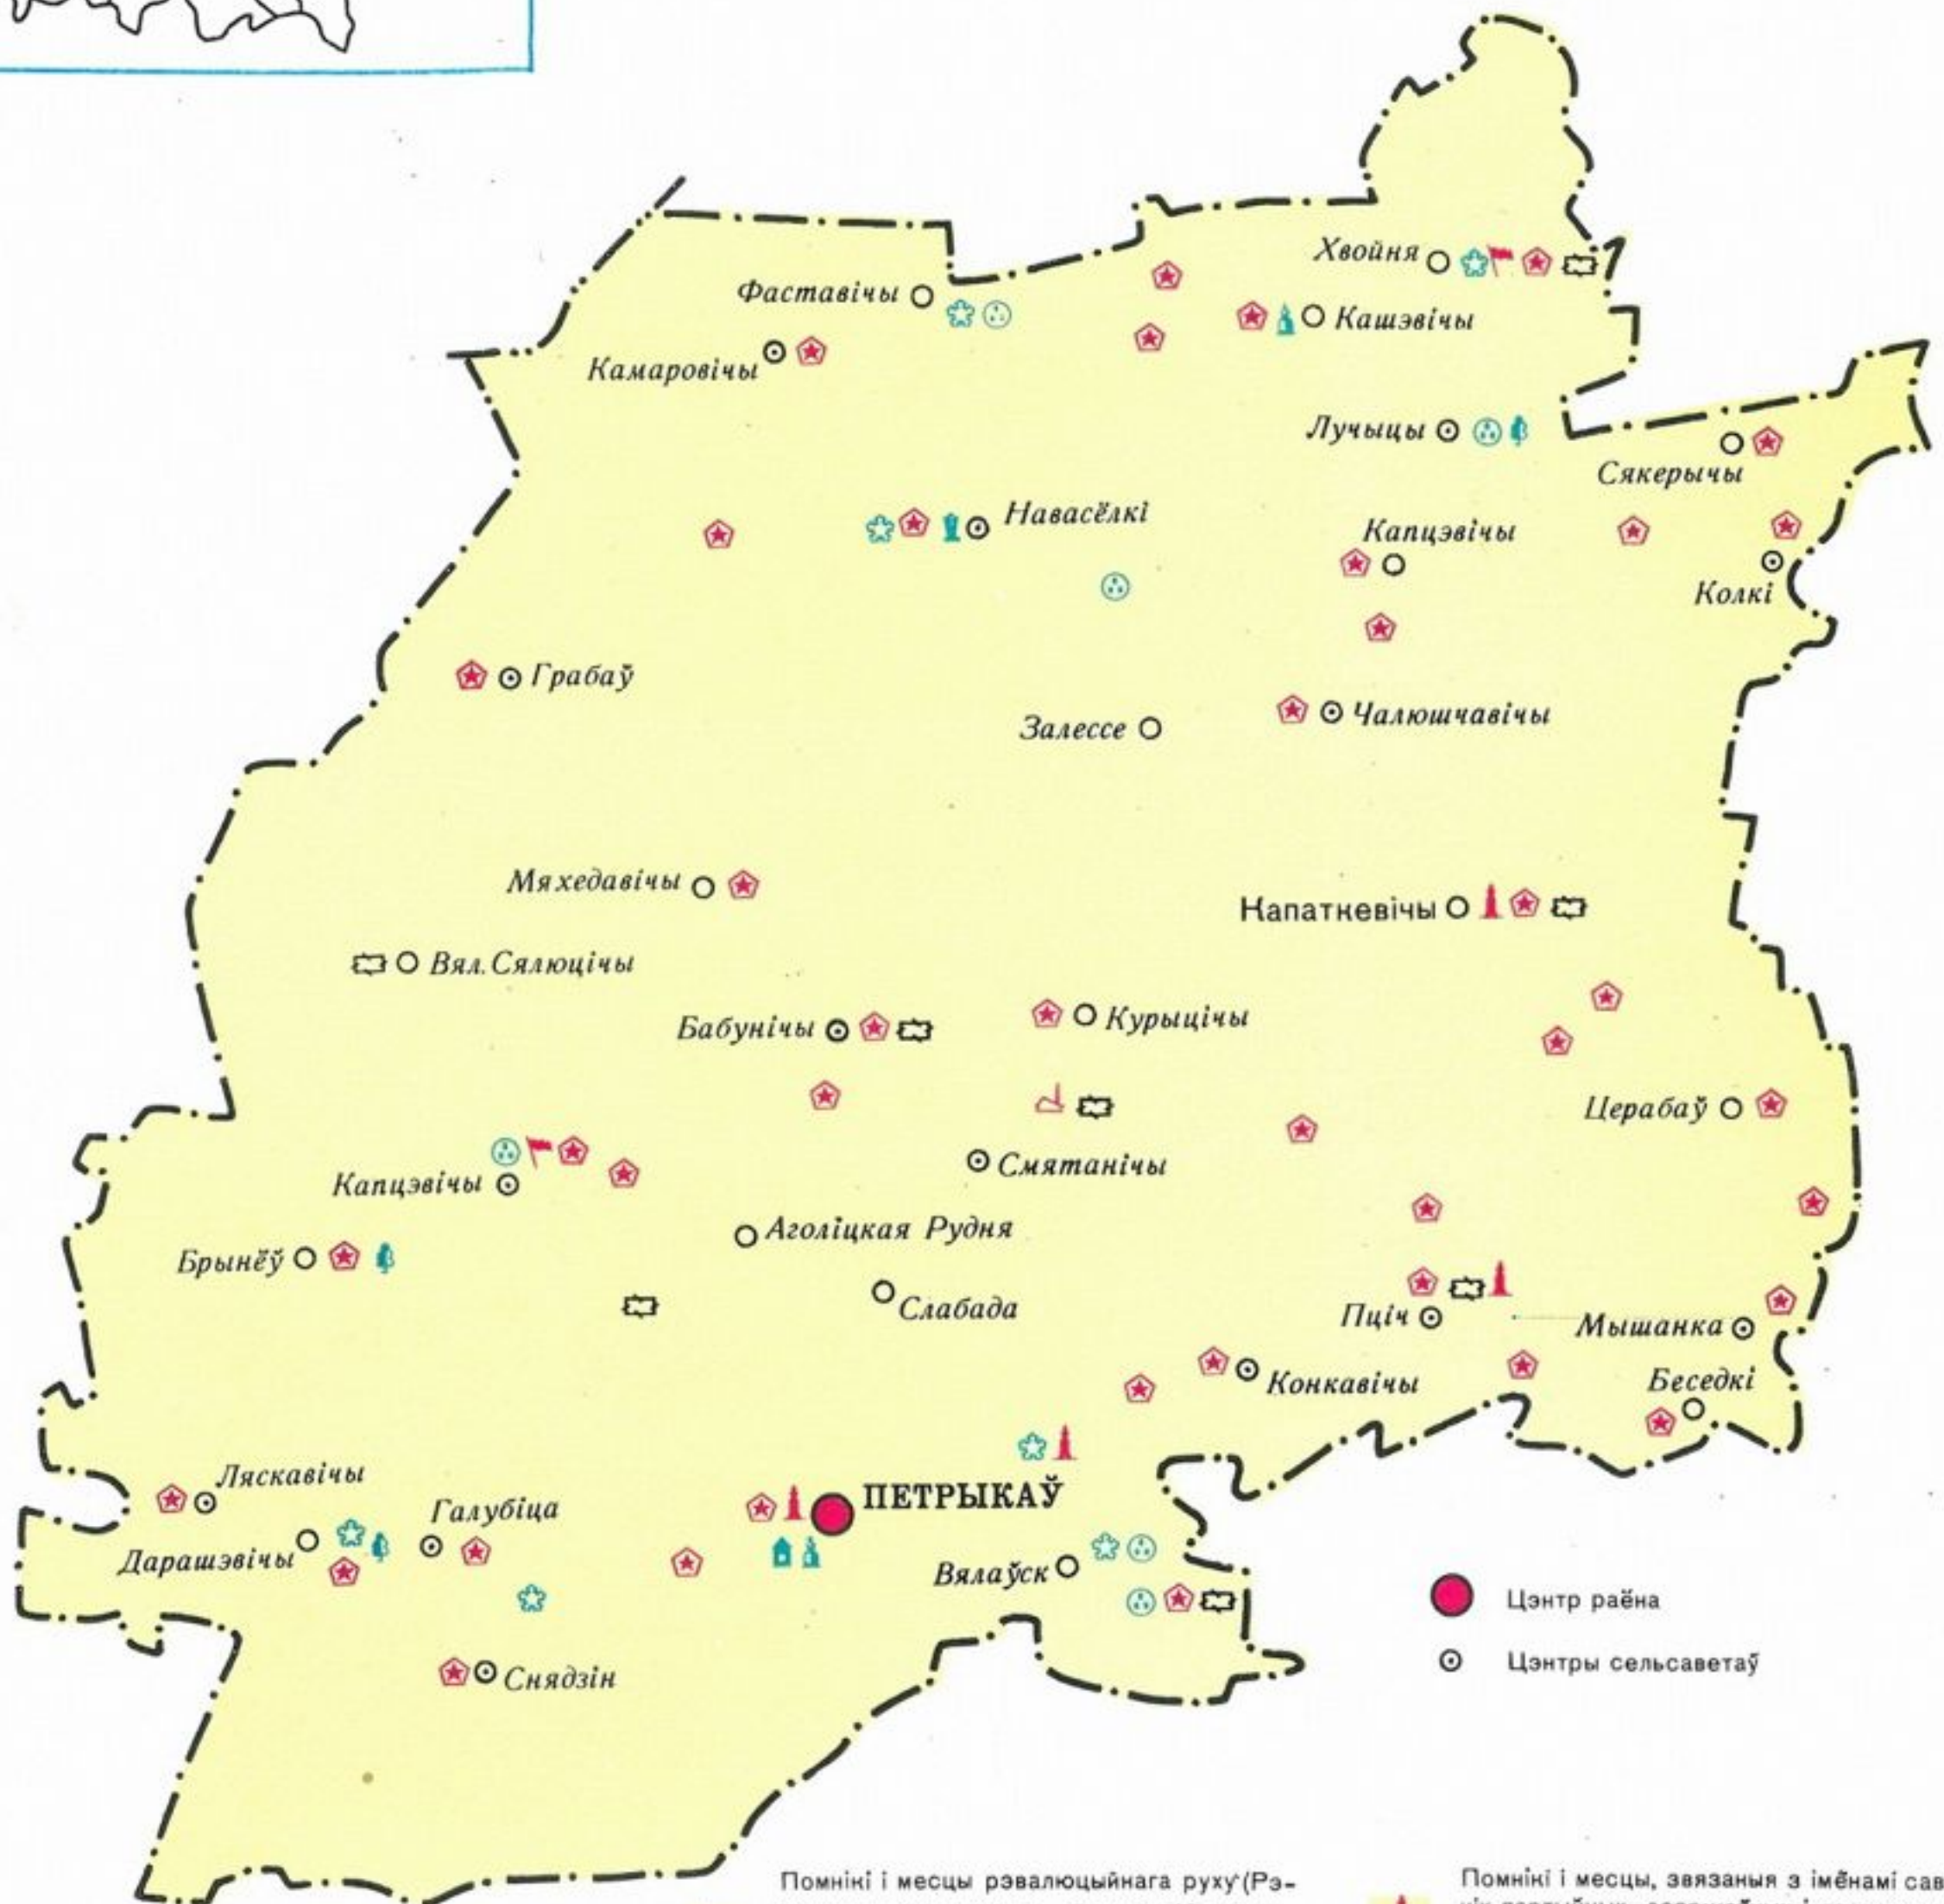 Хвойня
Фаставічы
Кашэвічы
Камаровічы
Лучыцы
Сякерычы
Навасёлкі
Капцэвічы
Колкі
Грабаў
Залессе
Чалюшчавічы
Мяхедавічы
Капаткевічы
Вял. Сялюцічы
Бабунічы
Курыцічы
Церабаў
Смятанічы
Капцэвічы
Аголіцкая Рудня
Брынёў
Слабада
Пціч
Мышанка
Конкавічы
Беседкі
Ляскавічы
ПЕТРЫКАЎ
Галубіца
Дарашэвічы
Вялаўск
Цэнтр раёна
Цэнтры сельсаветаў
Снядзін
Помнікі і месцы рэвалюцыйнага руху (Рэ-
Помнікі і месцы, звязаныя з імёнамі сав